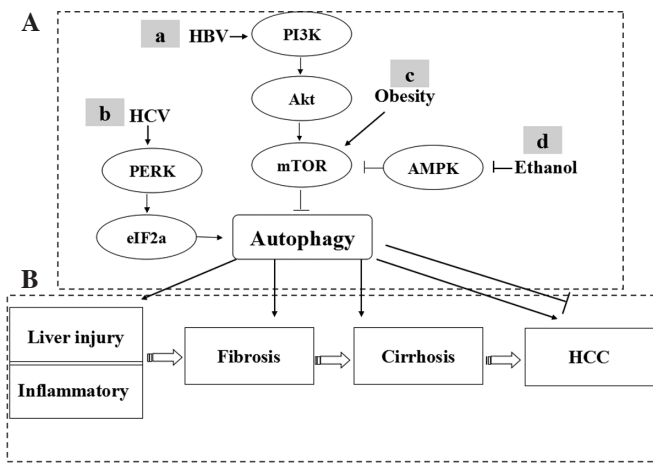 A
a
HBV
PI3K
c
Obesity
Akt
b
HCV
d
Ethanol
PERK
mTOR
AMPK
eIF2a
Autophagy
B
Liver injury
Inflammatory
Fibrosis
Cirrhosis
HCC